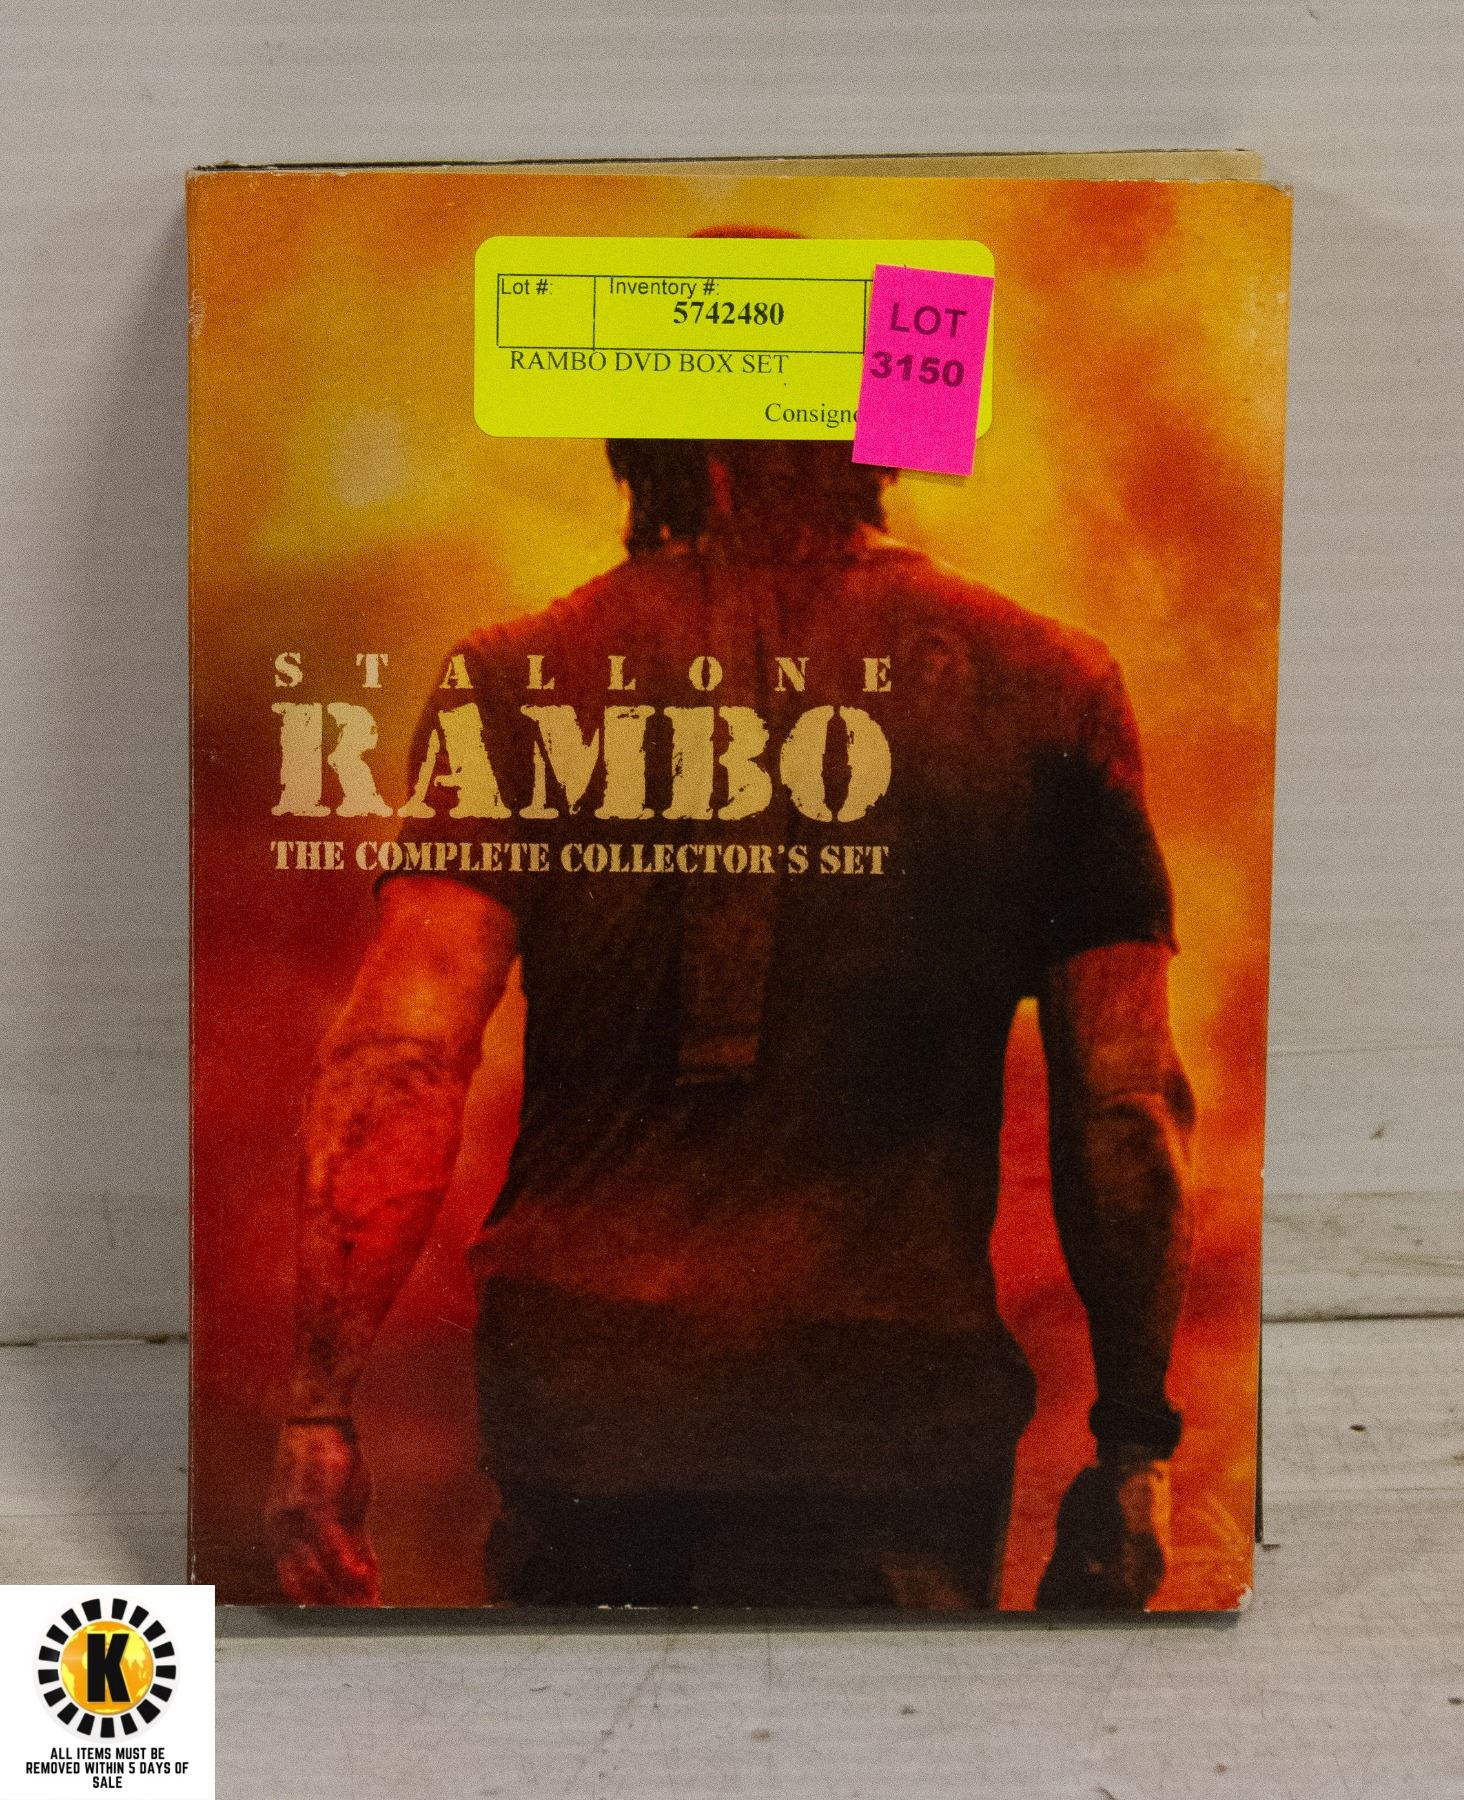 Lot #:
Inventory #:
5742480
RAMBO DVD BOX SET
LOT
3150
STALLONE
RAMBO
THE COMPLETE COLLECTOR'S SET
K
ALL ITEMS MUST BE
REMOVED WITHIN 5 DAYS OF
SALE